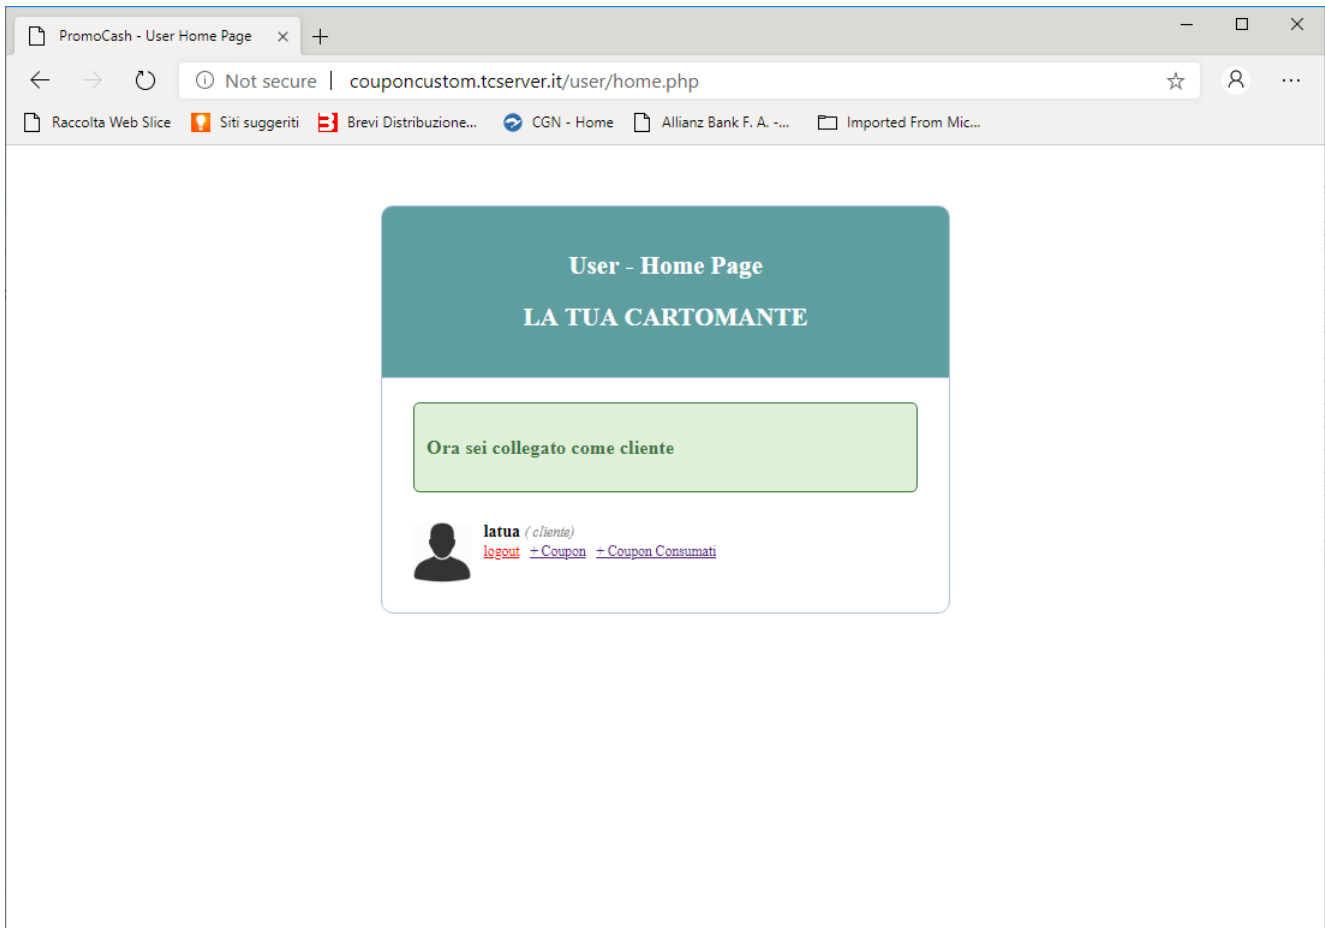 PromoCash - User Home Page
Not secure | couponcustom.tcserver.it/user/home.php
Raccolta Web Slice Siti suggeriti Brevi Distribuzione... CGN - Home Allianz Bank F. A. -... Imported From Mic...
User - Home Page
LA TUA CARTOMANTE
Ora sei collegato come cliente
latua ( cliente)
logout + Coupon + Coupon Consumati